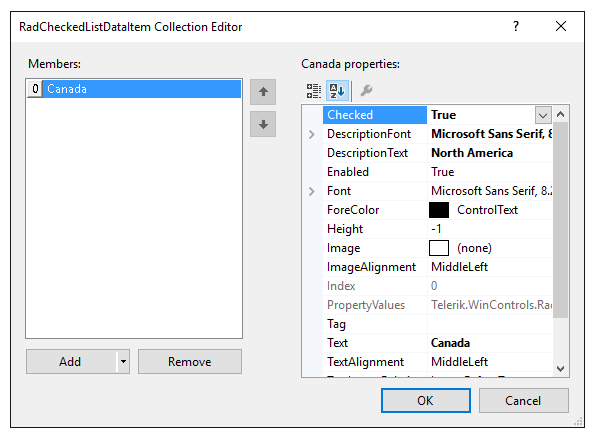 RadCheckedListDataItem Collection Editor
Members:
0 Canada
Add
Remove
Canada properties:
Checked True
DescriptionFont Microsoft Sans Serif, 8
DescriptionText North America
Enabled True
Font Microsoft Sans Serif, 8.2
ForeColor ControlText
Height -1
Image (none)
ImageAlignment MiddleLeft
Index 0
PropertyValues Telerik.WinControls.Rad
Tag
Text Canada
TextAlignment MiddleLeft
OK
Cancel